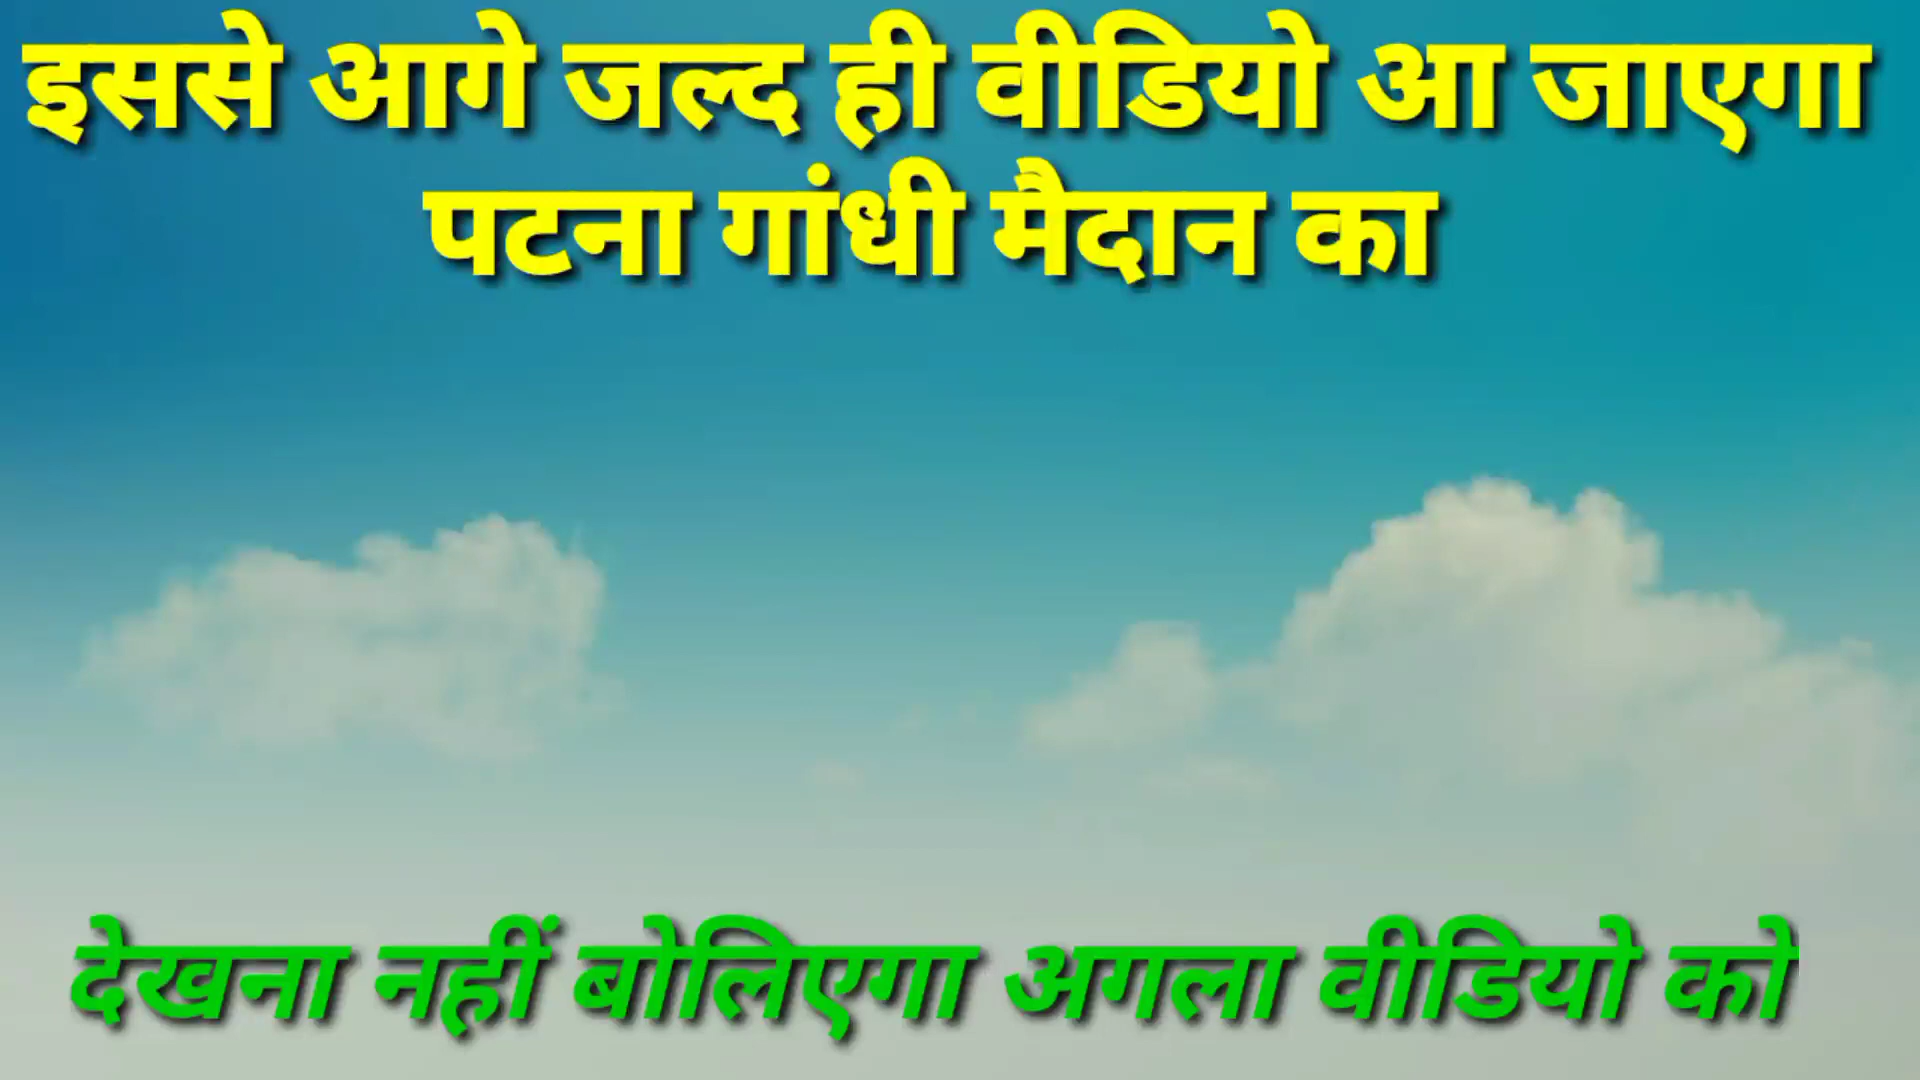 इससे आगे जल्द ही वीडियो आ जाएगा
पटना गांधी मैदान का
देखना नहीं बोलिएगा अगला वीडियो को